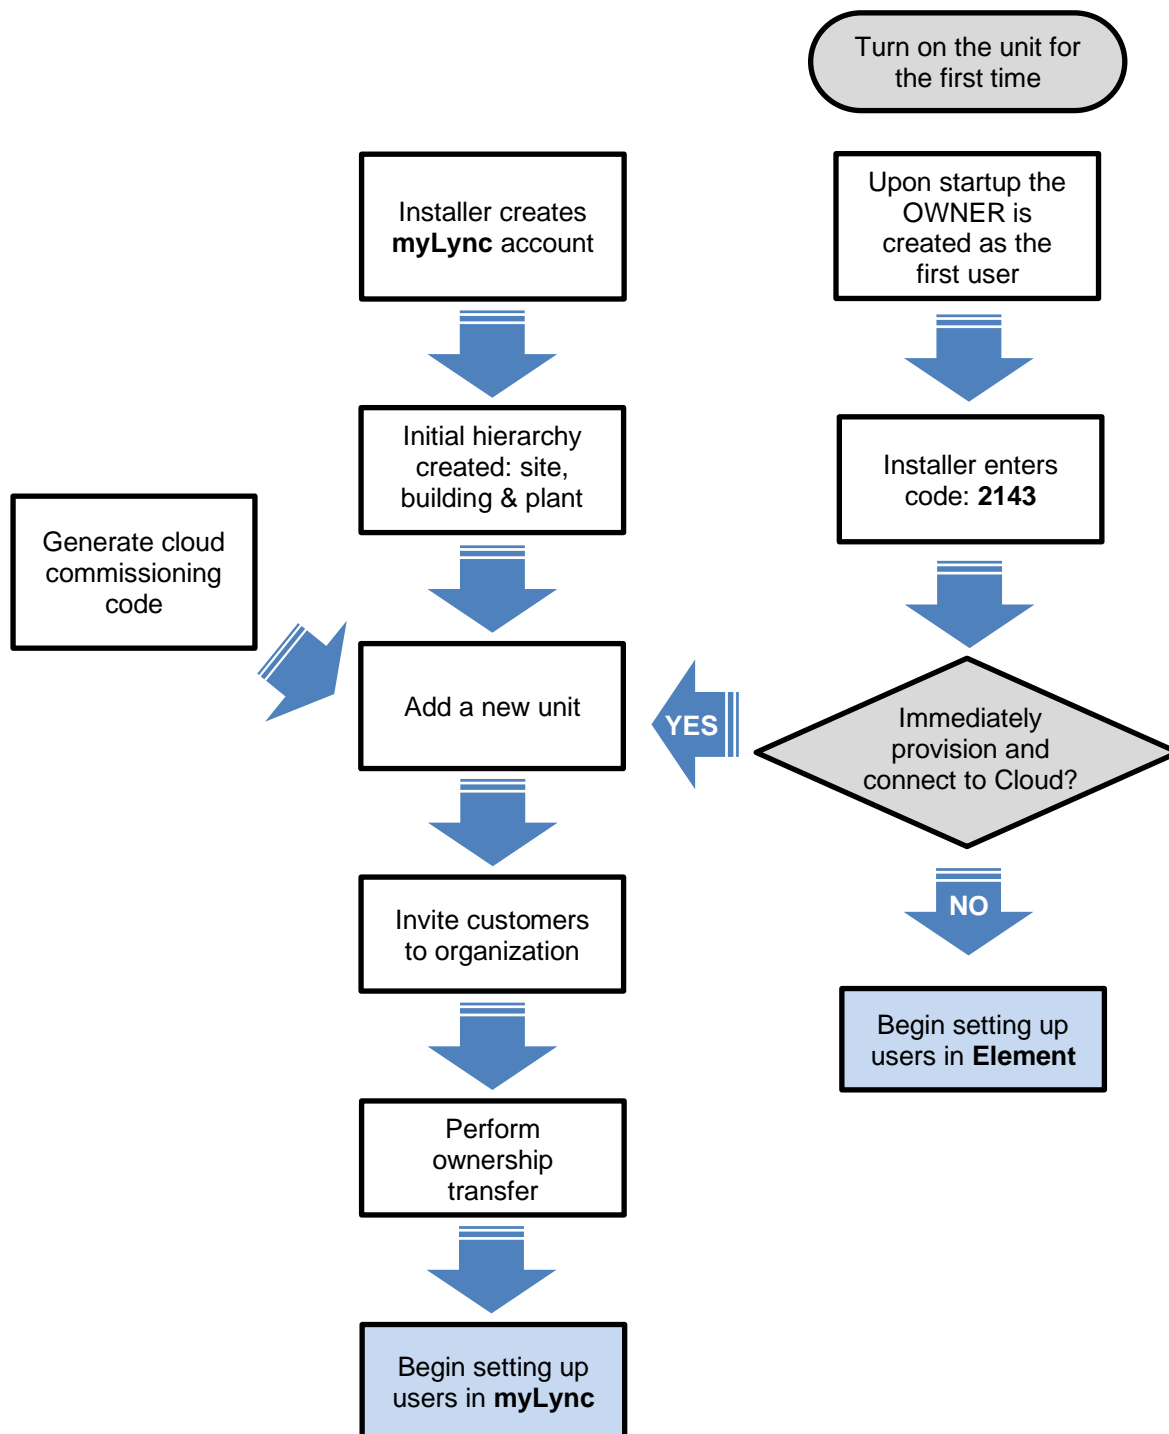 Turn on the unit for
the first time
Upon startup the
OWNER is
created as the
first user
Installer creates
myLync account
Initial hierarchy
created: site,
building & plant
Installer enters
code: 2143
Generate cloud
commissioning
code
Add a new unit
YES
Immediately
provision and
connect to Cloud?
NO
Invite customers
to organization
Begin setting up
users in Element
Perform
ownership
transfer
Begin setting up
users in myLync